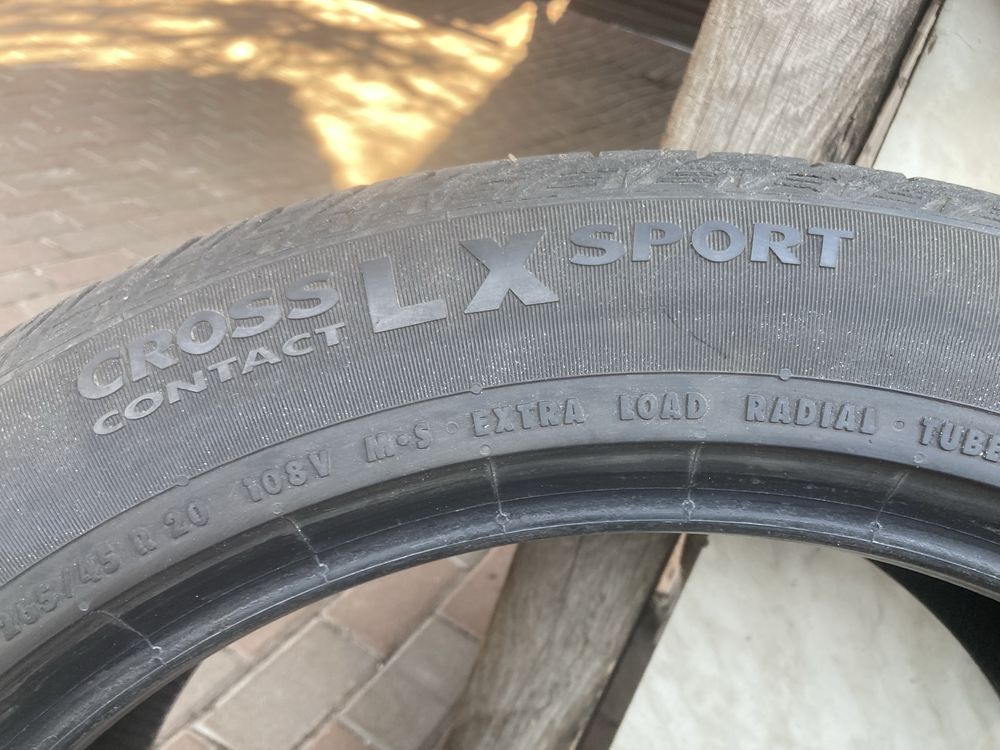 CROSS
CONTACT
LX SPORT
265/45 R 20 108V M·S · EXTRA LOAD RADIAL · TUBE